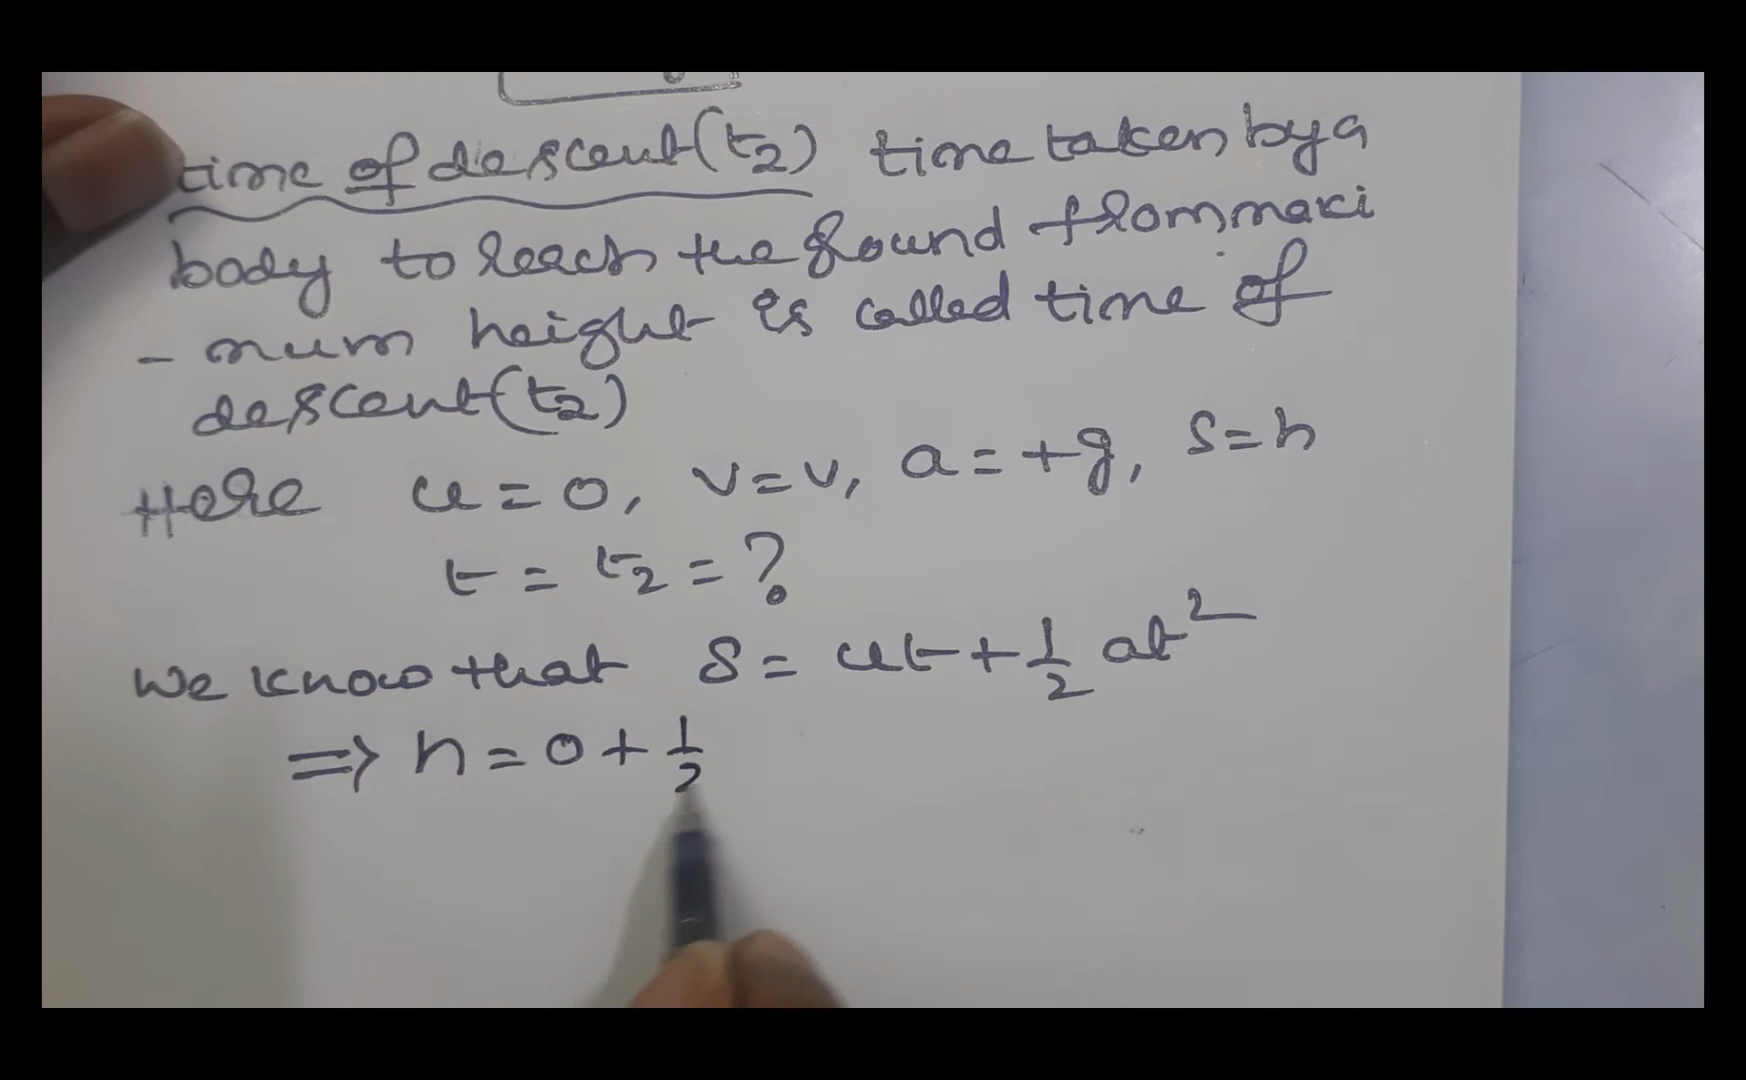 time of descent (t₂) time taken by a
body to reach the ground from maxi
- mum height is called time of
descent (t₂)
Here u = 0, v = v, a = +g, s = h
t = t₂ = ?
We know that S = ut + 1/2 at²
⇒ h = 0 + 1/2